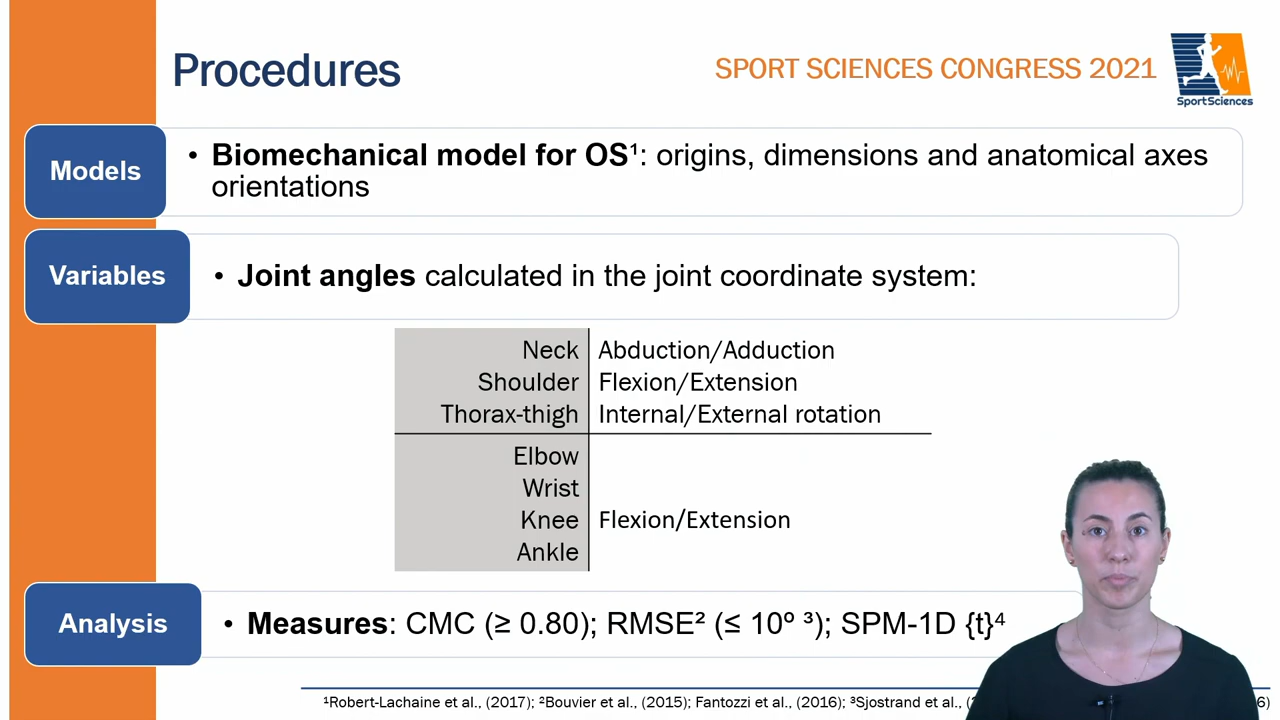 Procedures
SPORT SCIENCES CONGRESS 2021
SportSciences
Models
• Biomechanical model for OS¹: origins, dimensions and anatomical axes
orientations
Variables
• Joint angles calculated in the joint coordinate system:
Neck Abduction/Adduction
Shoulder Flexion/Extension
Thorax-thigh Internal/External rotation
Elbow
Wrist
Knee Flexion/Extension
Ankle
Analysis
• Measures: CMC (≥ 0.80); RMSE² (≤ 10º ³); SPM-1D {t}⁴
¹Robert-Lachaine et al., (2017); ²Bouvier et al., (2015); Fantozzi et al., (2016); ³Sjostrand et al.,